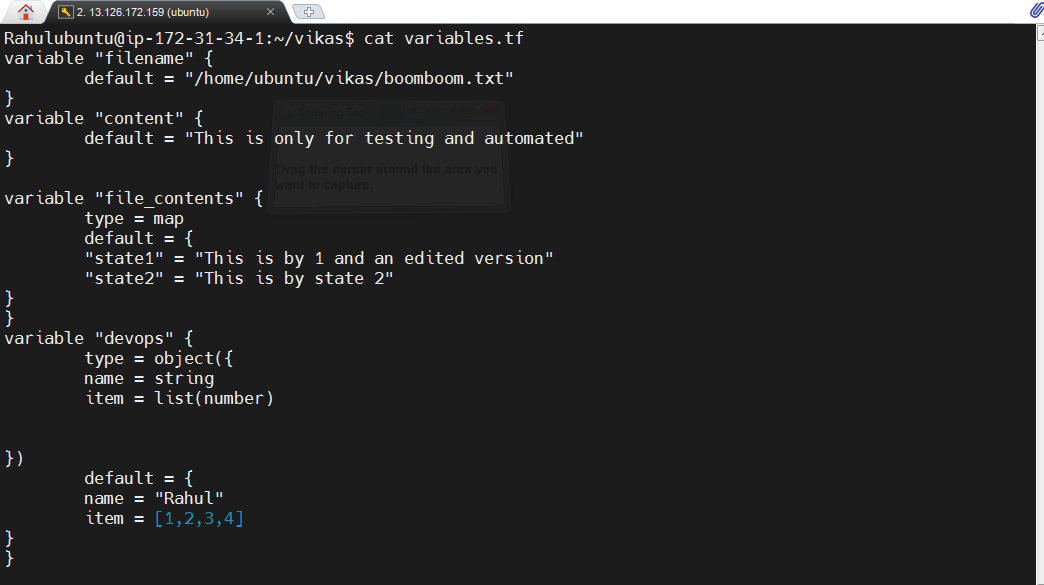 2. 13.126.172.159 (ubuntu)
Rahulubuntu@ip-172-31-34-1:~/vikas$ cat variables.tf
variable "filename" {
        default = "/home/ubuntu/vikas/boomboom.txt"
}
variable "content" {
        default = "This is only for testing and automated"
}
Drag the cursor around the area you
want to capture.
variable "file_contents" {
        type = map
        default = {
        "state1" = "This is by 1 and an edited version"
        "state2" = "This is by state 2"
}
}
variable "devops" {
        type = object({
        name = string
        item = list(number)
})
        default = {
        name = "Rahul"
        item = [1,2,3,4]
}
}